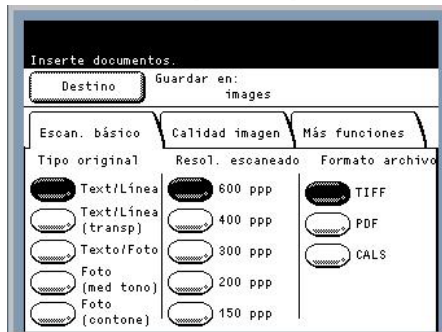 Inserte documentos.
Destino
Guardar en:
images
Escan. básico
Calidad imagen
Más funciones
Tipo original
Text/Línea
Text/Línea
(transp)
Texto/Foto
Foto
(med tono)
Foto
(contone)
Resol. escaneado
600 ppp
400 ppp
300 ppp
200 ppp
150 ppp
Formato archivo
TIFF
PDF
CALS